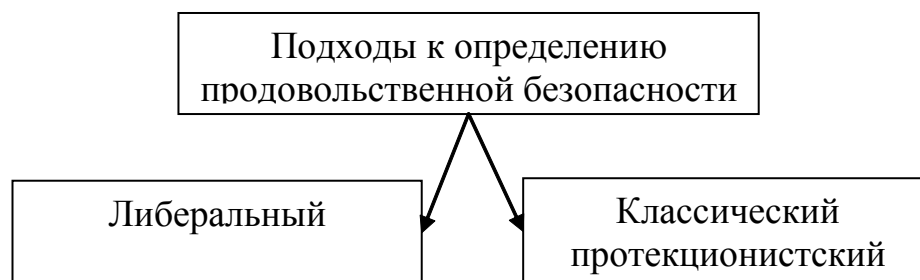 Подходы к определению
продовольственной безопасности
Либеральный
Классический
протекционистский